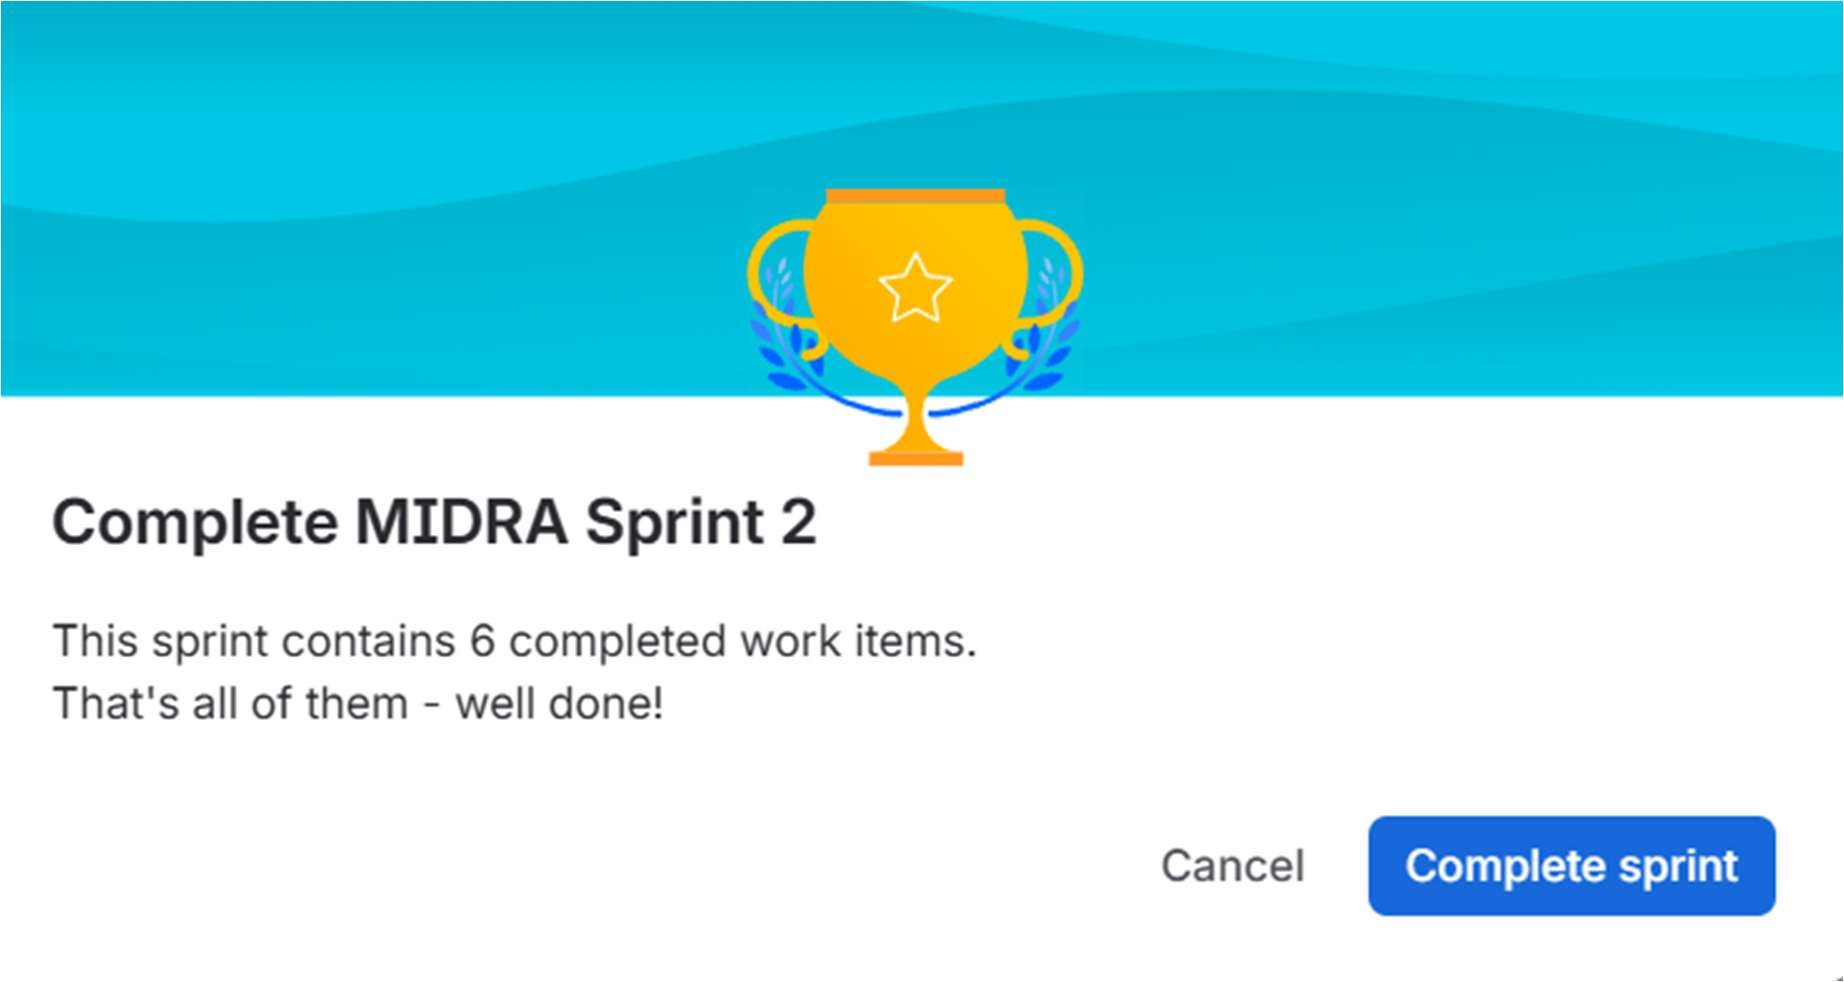 Complete MIDRA Sprint 2
This sprint contains 6 completed work items.
That's all of them - well done!
Cancel
Complete sprint